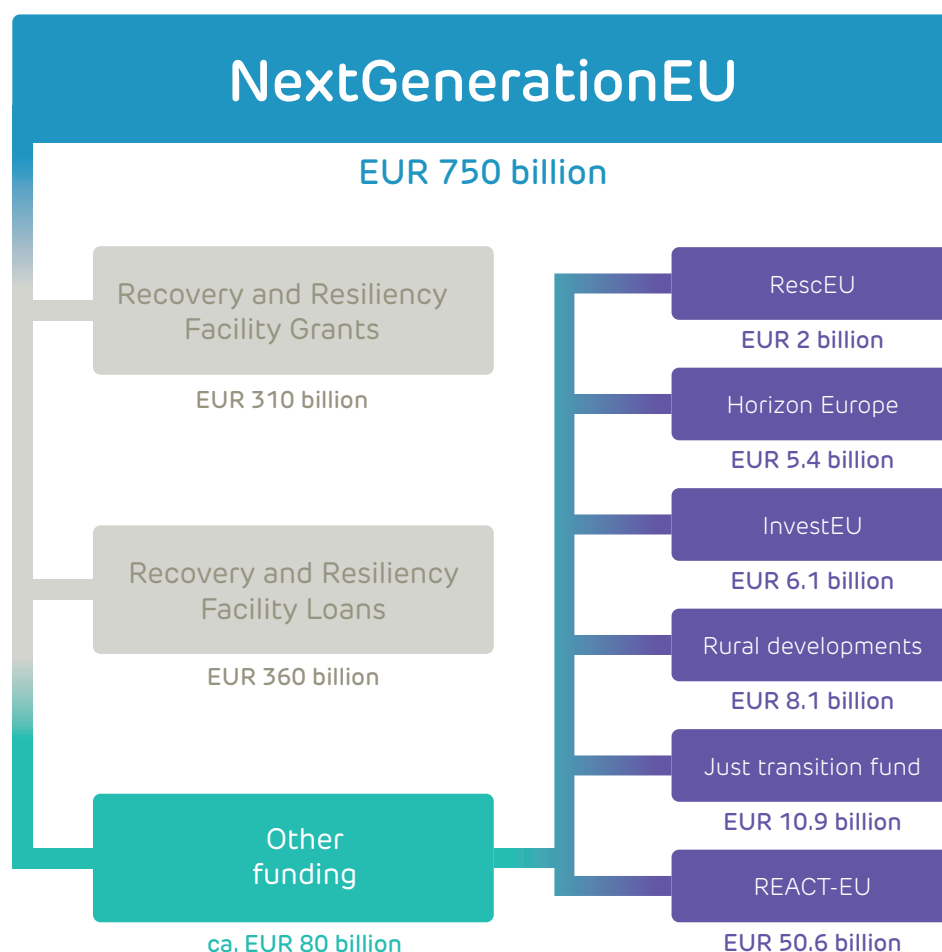 NextGenerationEU
EUR 750 billion
Recovery and Resiliency
Facility Grants
EUR 310 billion
Recovery and Resiliency
Facility Loans
EUR 360 billion
Other
funding
ca. EUR 80 billion
RescEU
EUR 2 billion
Horizon Europe
EUR 5.4 billion
InvestEU
EUR 6.1 billion
Rural developments
EUR 8.1 billion
Just transition fund
EUR 10.9 billion
REACT-EU
EUR 50.6 billion